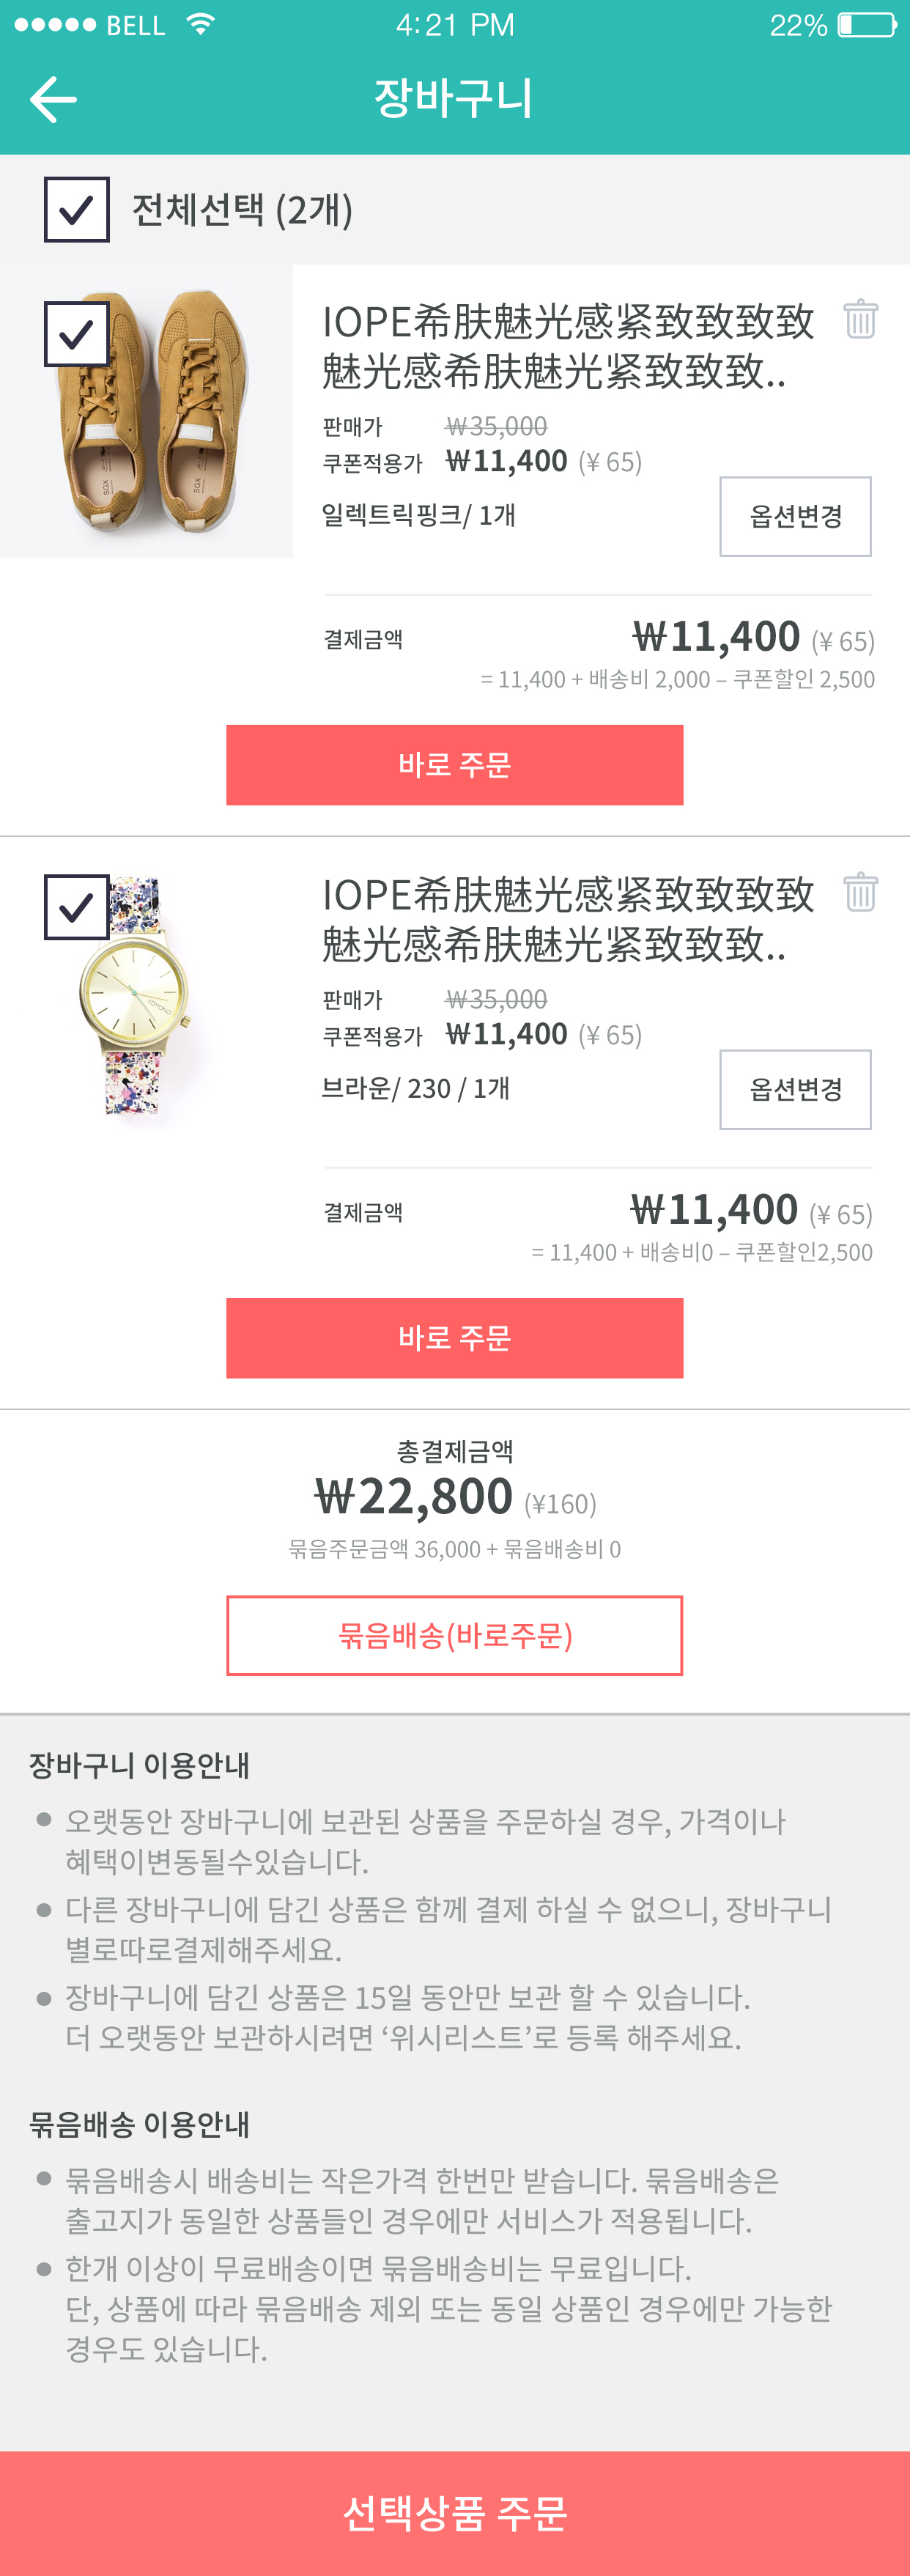 BELL 4:21 PM 22%
장바구니
전체선택 (2개)
IOPE希肤魅光感紧致致致致
魅光感希肤魅光紧致致致..
판매가 ₩35,000
쿠폰적용가 ₩11,400 (¥ 65)
SGX SGX
일렉트릭핑크/ 1개
옵션변경
결제금액 ₩11,400 (¥ 65)
= 11,400 + 배송비 2,000 – 쿠폰할인 2,500
바로 주문
IOPE希肤魅光感紧致致致致
魅光感希肤魅光紧致致致..
판매가 ₩35,000
쿠폰적용가 ₩11,400 (¥ 65)
KOMONO
브라운/ 230 / 1개
옵션변경
결제금액 ₩11,400 (¥ 65)
= 11,400 + 배송비0 – 쿠폰할인2,500
바로 주문
총결제금액
₩22,800 (¥160)
묶음주문금액 36,000 + 묶음배송비 0
묶음배송(바로주문)
장바구니 이용안내
● 오랫동안 장바구니에 보관된 상품을 주문하실 경우, 가격이나
혜택이변동될수있습니다.
● 다른 장바구니에 담긴 상품은 함께 결제 하실 수 없으니, 장바구니
별로따로결제해주세요.
● 장바구니에 담긴 상품은 15일 동안만 보관 할 수 있습니다.
더 오랫동안 보관하시려면 ‘위시리스트’로 등록 해주세요.
묶음배송 이용안내
● 묶음배송시 배송비는 작은가격 한번만 받습니다. 묶음배송은
출고지가 동일한 상품들인 경우에만 서비스가 적용됩니다.
● 한개 이상이 무료배송이면 묶음배송비는 무료입니다.
단, 상품에 따라 묶음배송 제외 또는 동일 상품인 경우에만 가능한
경우도 있습니다.
선택상품 주문